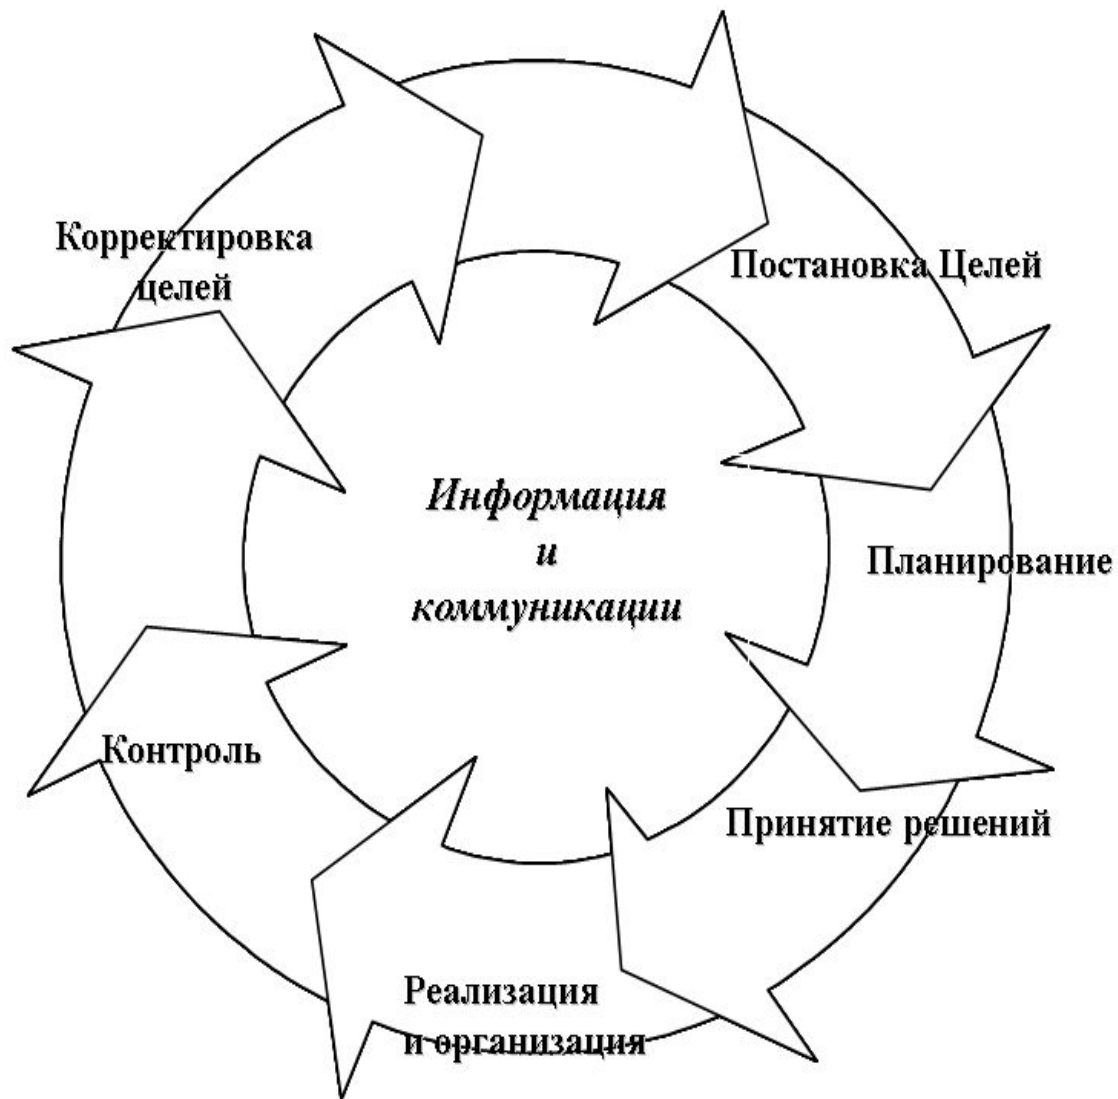 Корректировка
целей
Постановка Целей
Информация
и
коммуникации
Планирование
Контроль
Принятие решений
Реализация
и организация